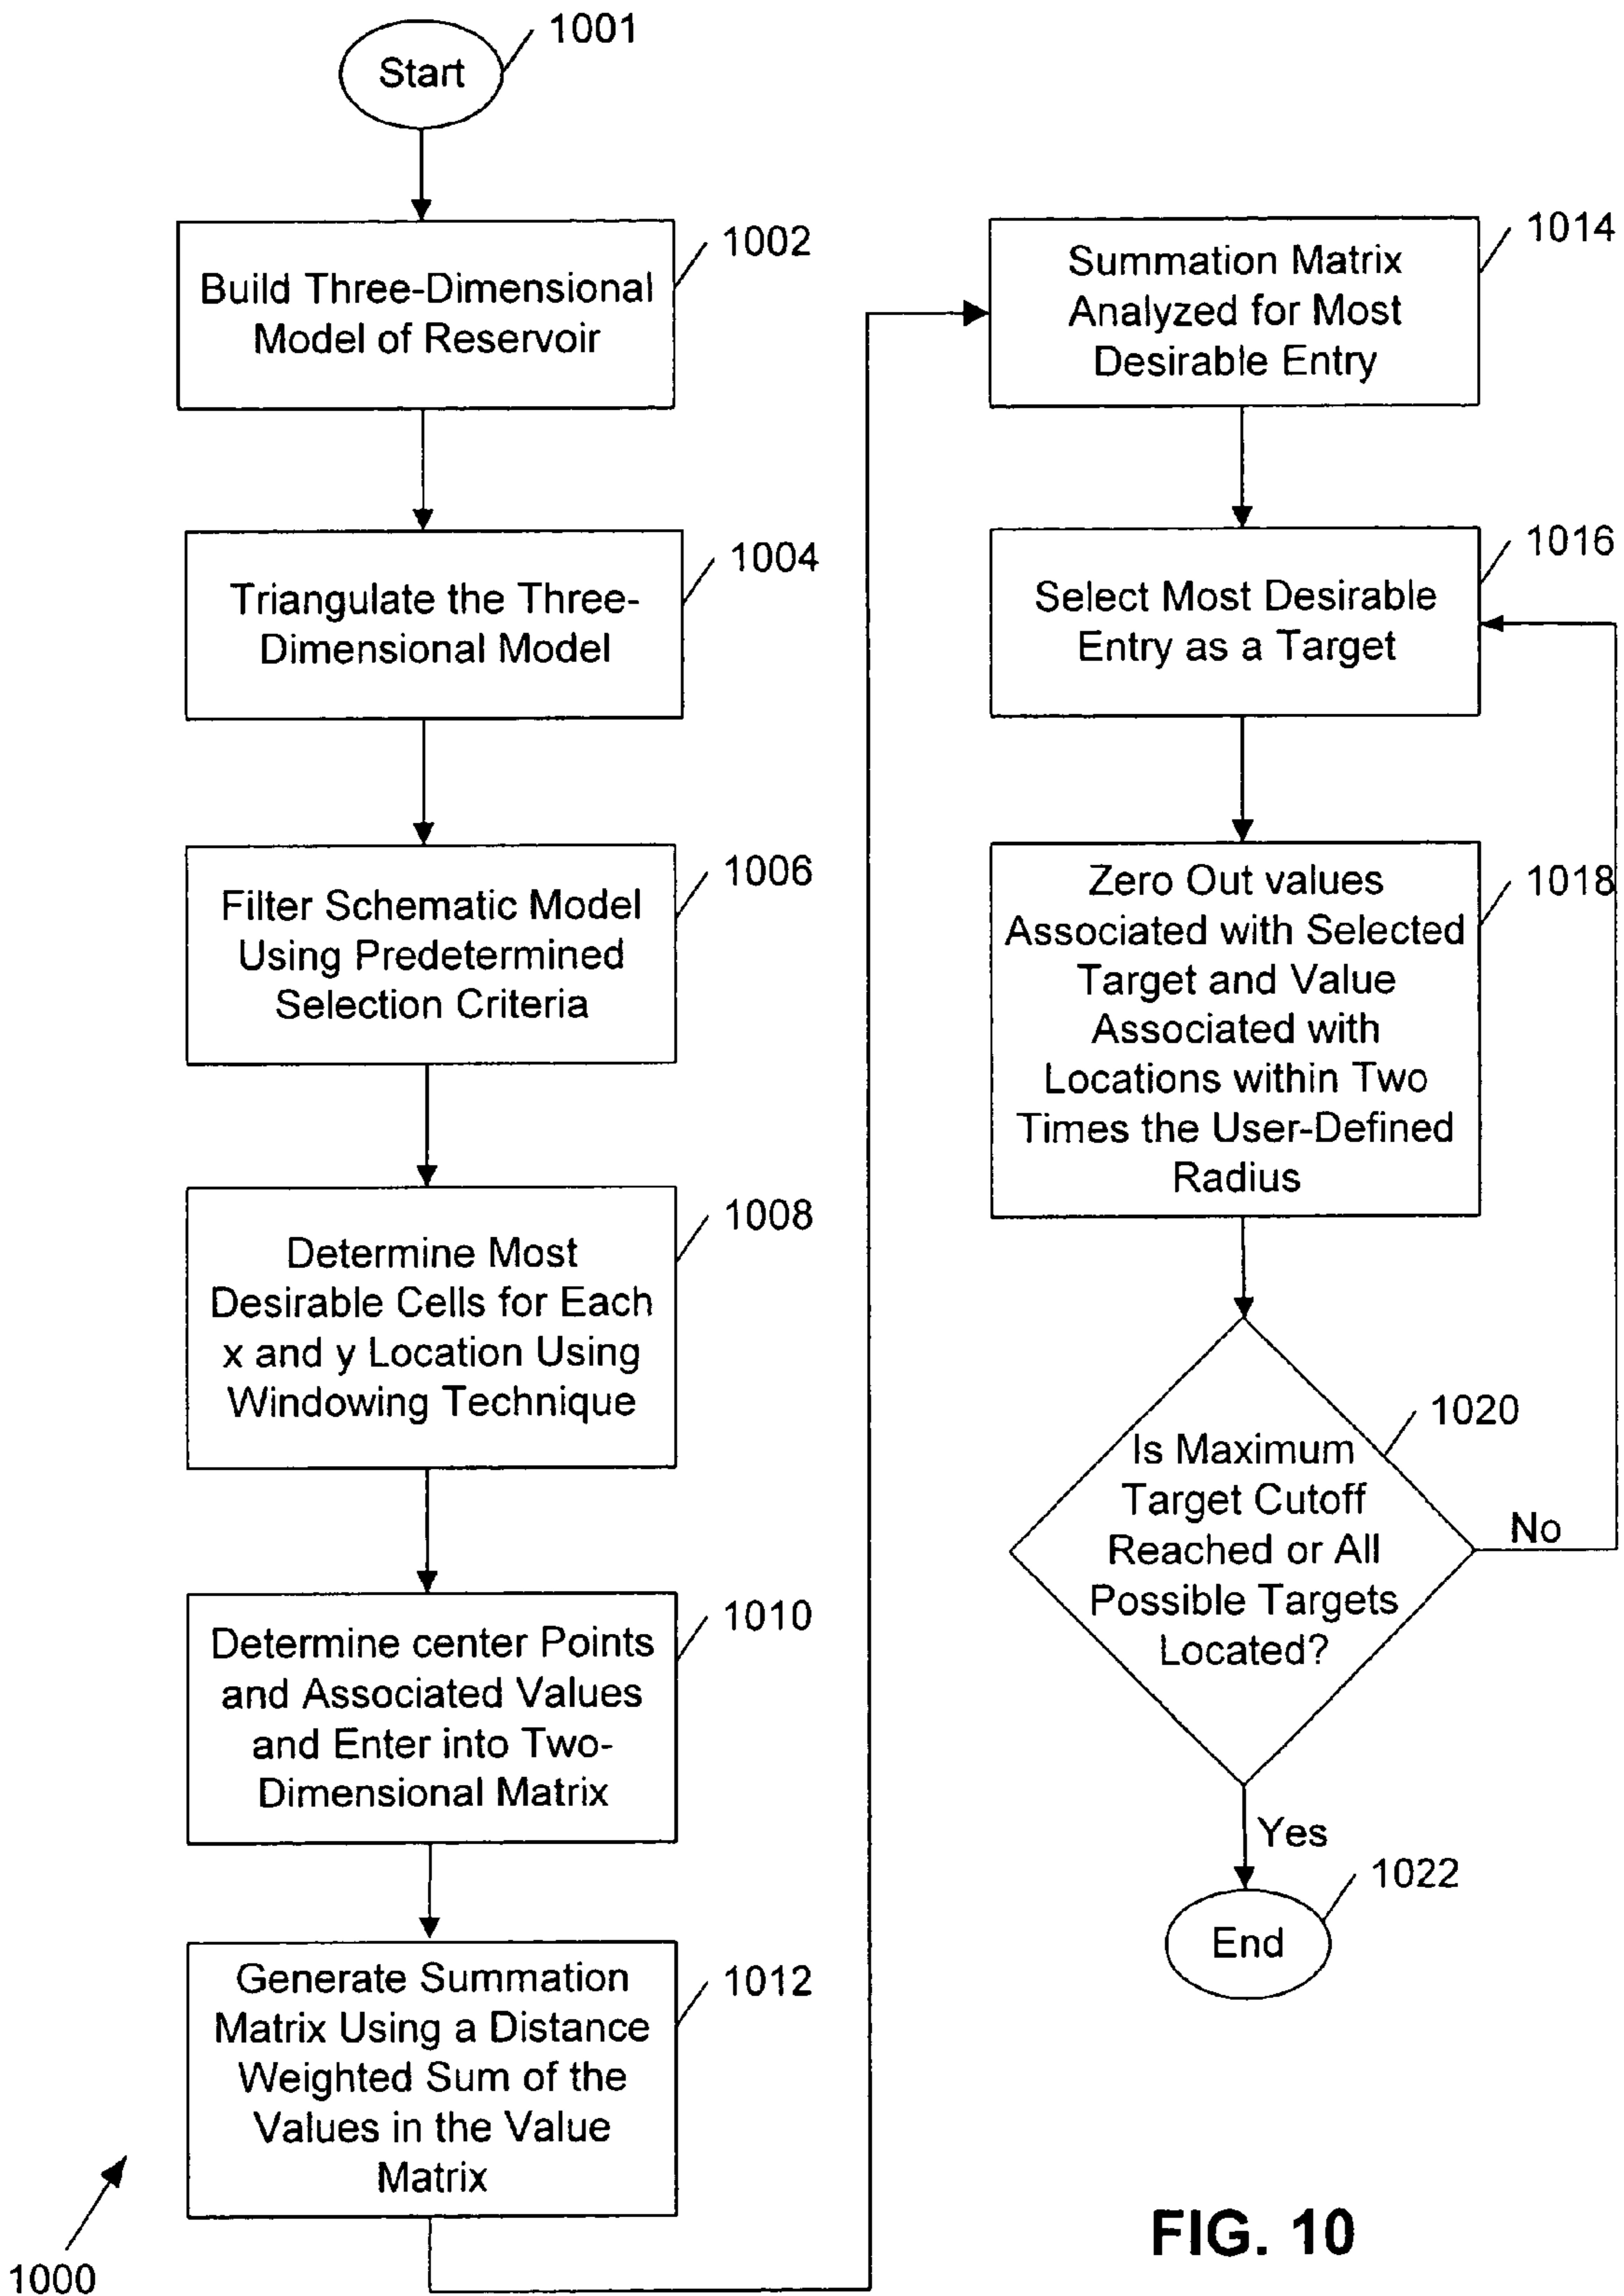 Start
1001
Build Three-Dimensional
Model of Reservoir
1002
Triangulate the Three-
Dimensional Model
1004
Filter Schematic Model
Using Predetermined
Selection Criteria
1006
Determine Most
Desirable Cells for Each
x and y Location Using
Windowing Technique
1008
Determine center Points
and Associated Values
and Enter into Two-
Dimensional Matrix
1010
Generate Summation
Matrix Using a Distance
Weighted Sum of the
Values in the Value
Matrix
1012
1000
Summation Matrix
Analyzed for Most
Desirable Entry
1014
Select Most Desirable
Entry as a Target
1016
Zero Out values
Associated with Selected
Target and Value
Associated with
Locations within Two
Times the User-Defined
Radius
1018
Is Maximum
Target Cutoff
Reached or All
Possible Targets
Located?
1020
No
Yes
End
1022
FIG. 10